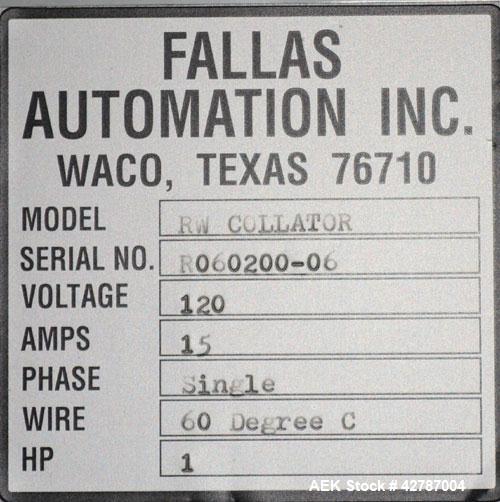 FALLAS
AUTOMATION INC.
WACO, TEXAS 76710
MODEL RW COLLATOR
SERIAL NO. R060200-06
VOLTAGE 120
AMPS 15
PHASE Single
WIRE 60 Degree C
HP 1
AEK Stock # 42787004